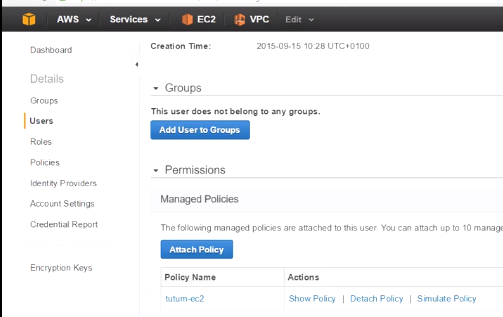 AWS Services EC2 VPC Edit
Dashboard
Details
Groups
Users
Roles
Policies
Identity Providers
Account Settings
Credential Report
Encryption Keys
Creation Time: 2015-09-15 10:28 UTC+0100
Groups
This user does not belong to any groups.
Add User to Groups
Permissions
Managed Policies
The following managed policies are attached to this user. You can attach up to 10 manage
Attach Policy
Policy Name Actions
tutum-ec2 Show Policy | Detach Policy | Simulate Policy